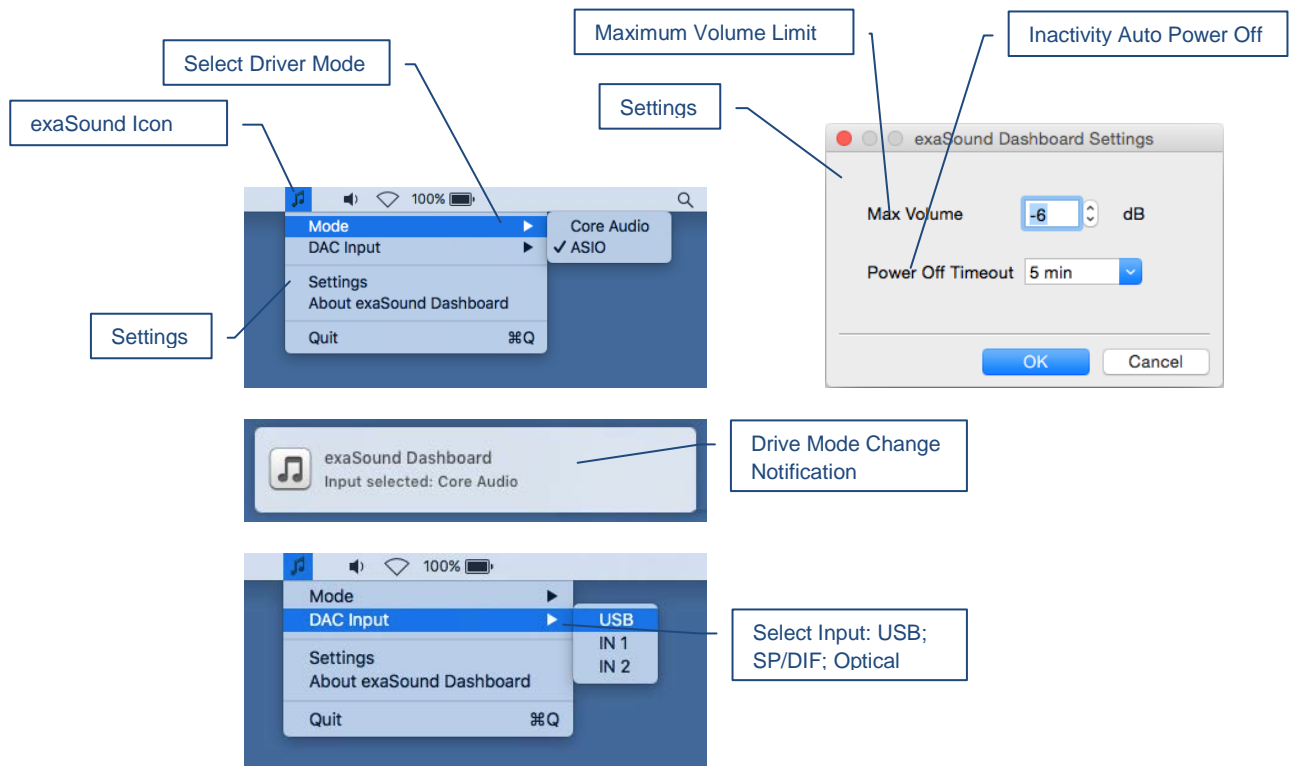 Maximum Volume Limit
Inactivity Auto Power Off
Select Driver Mode
Settings
exaSound Icon
100%
Mode
Core Audio
DAC Input
✓ ASIO
Settings
About exaSound Dashboard
Quit ⌘Q
Settings
exaSound Dashboard Settings
Max Volume -6 dB
Power Off Timeout 5 min
OK Cancel
exaSound Dashboard
Input selected: Core Audio
Drive Mode Change
Notification
100%
Mode
DAC Input
USB
IN 1
IN 2
Settings
About exaSound Dashboard
Quit ⌘Q
Select Input: USB;
SP/DIF; Optical